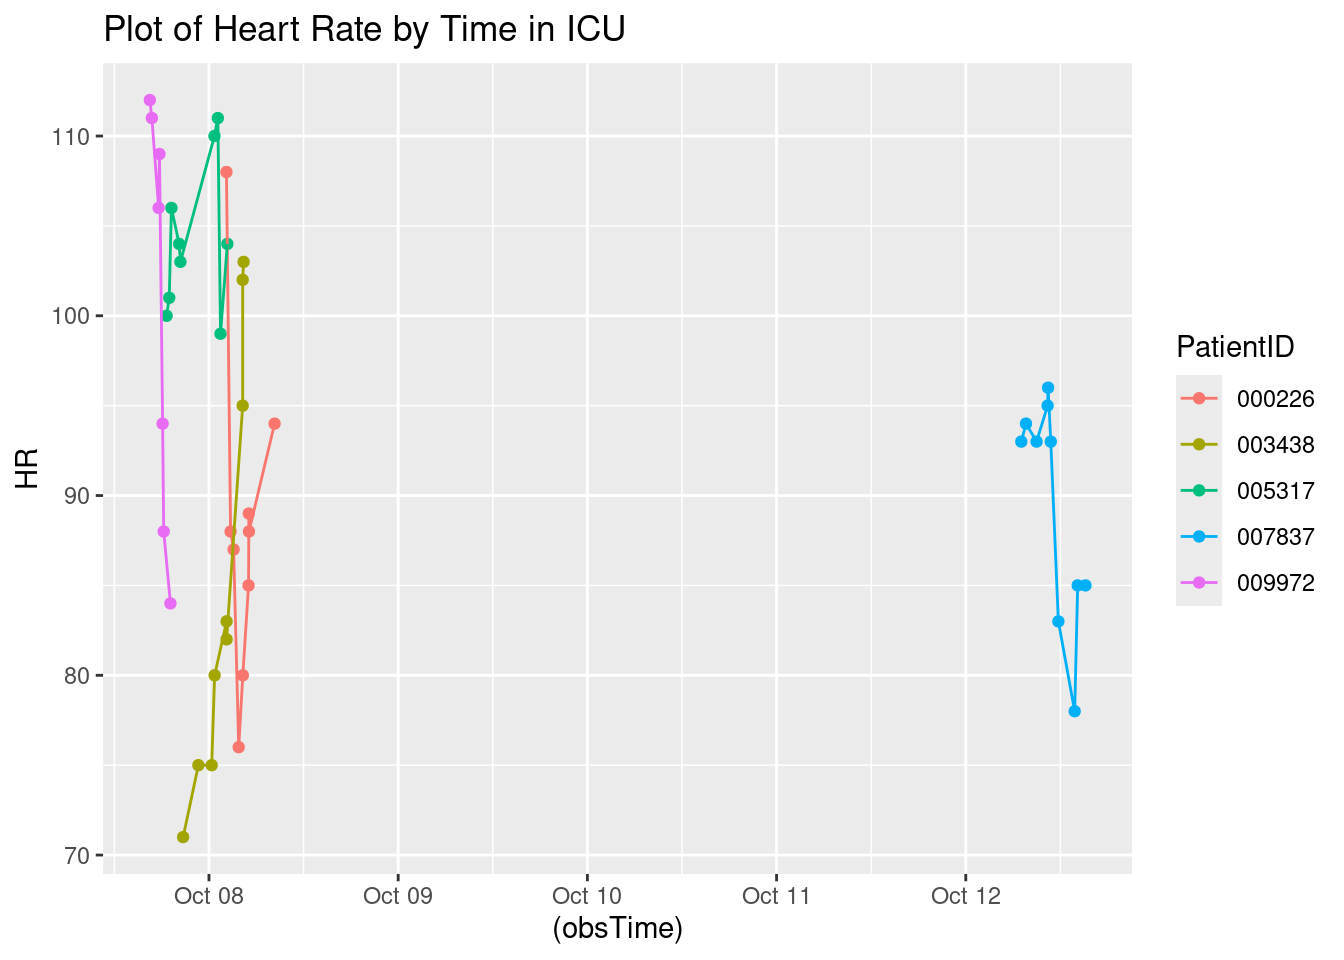 Plot of Heart Rate by Time in ICU
110
100
90
80
70
HR
Oct 08
Oct 09
Oct 10
Oct 11
Oct 12
(obsTime)
PatientID
000226
003438
005317
007837
009972